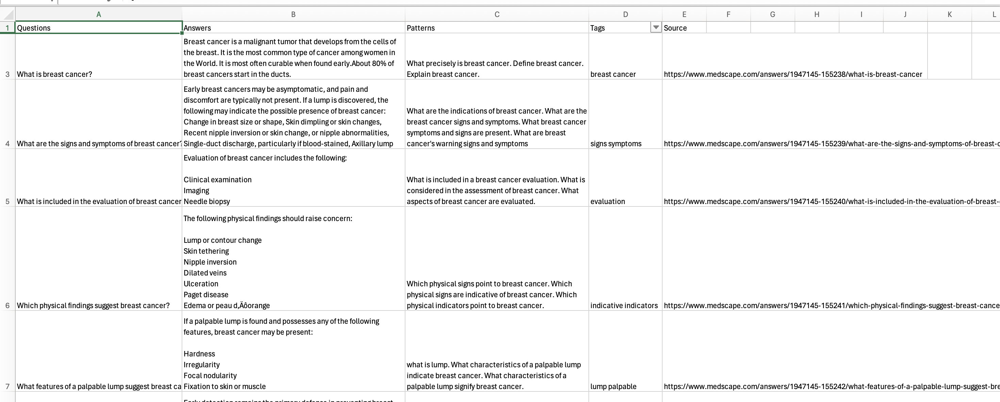 A B C D E F G H I J K L
1 Questions Answers Patterns Tags Source
Breast cancer is a malignant tumor that develops from the cells of
the breast. It is the most common type of cancer among women in
the World. It is most often curable when found early.About 80% of
breast cancers start in the ducts.
What precisely is breast cancer. Define breast cancer.
Explain breast cancer.
3 What is breast cancer?
breast cancer
https://www.medscape.com/answers/1947145-155238/what-is-breast-cancer
Early breast cancers may be asymptomatic, and pain and
discomfort are typically not present. If a lump is discovered, the
following may indicate the possible presence of breast cancer:
Change in breast size or shape, Skin dimpling or skin changes,
Recent nipple inversion or skin change, or nipple abnormalities,
Single-duct discharge, particularly if blood-stained, Axillary lump
What are the indications of breast cancer. What are the
breast cancer signs and symptoms. What breast cancer
symptoms and signs are present. What are breast
cancer's warning signs and symptoms
4 What are the signs and symptoms of breast cancer?
signs symptoms
https://www.medscape.com/answers/1947145-155239/what-are-the-signs-and-symptoms-of-breast-c
Evaluation of breast cancer includes the following:
Clinical examination
Imaging
Needle biopsy
What is included in a breast cancer evaluation. What is
considered in the assessment of breast cancer. What
aspects of breast cancer are evaluated.
5 What is included in the evaluation of breast cancer
evaluation
https://www.medscape.com/answers/1947145-155240/what-is-included-in-the-evaluation-of-breast-
The following physical findings should raise concern:
Lump or contour change
Skin tethering
Nipple inversion
Dilated veins
Ulceration
Paget disease
Edema or peau d‚Äôorange
Which physical signs point to breast cancer. Which
physical signs are indicative of breast cancer. Which
physical indicators point to breast cancer.
6 Which physical findings suggest breast cancer?
indicative indicators
https://www.medscape.com/answers/1947145-155241/which-physical-findings-suggest-breast-cance
If a palpable lump is found and possesses any of the following
features, breast cancer may be present:
Hardness
Irregularity
Focal nodularity
Fixation to skin or muscle
what is lump. What characteristics of a palpable lump
indicate breast cancer. What characteristics of a
palpable lump signify breast cancer.
7 What features of a palpable lump suggest breast ca
lump palpable
https://www.medscape.com/answers/1947145-155242/what-features-of-a-palpable-lump-suggest-bre
Early detection remains the primary defense in preventing breast